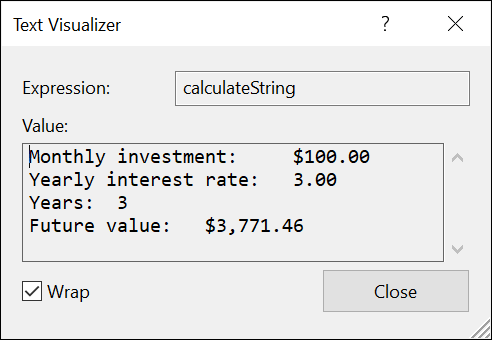 Text Visualizer
Expression: calculateString
Value:
Monthly investment: $100.00
Yearly interest rate: 3.00
Years: 3
Future value: $3,771.46
Wrap Close